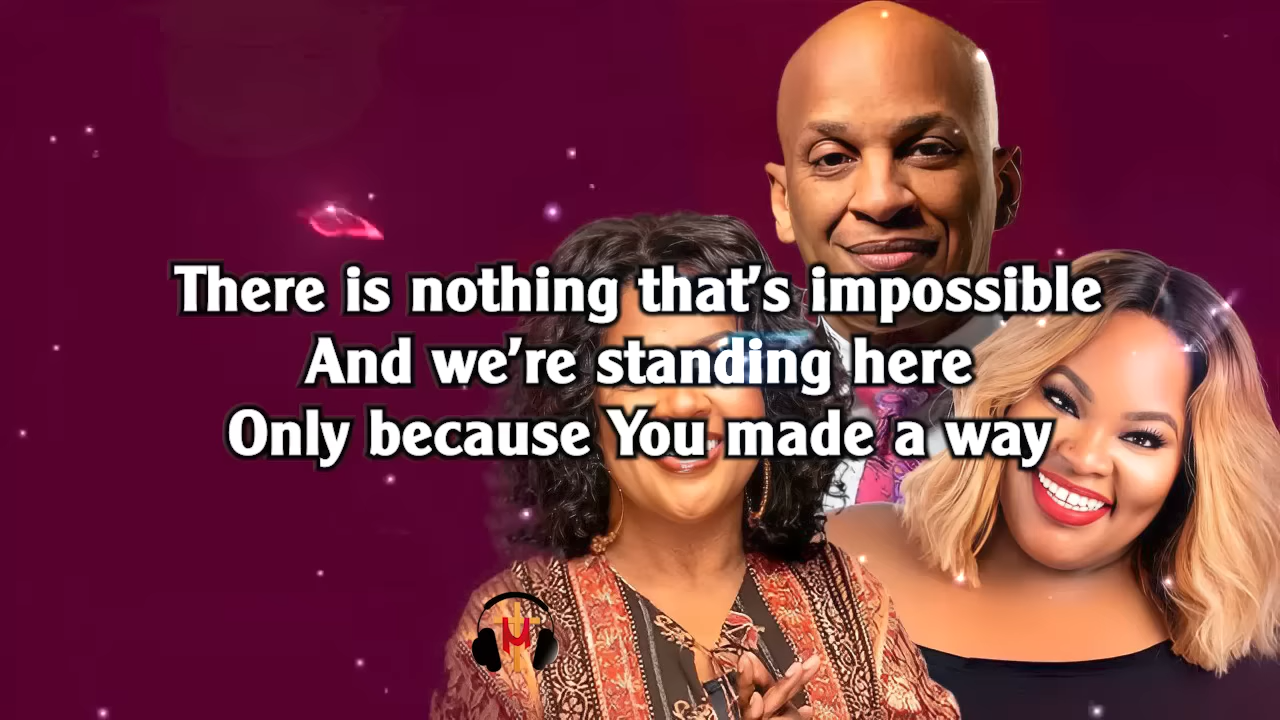 There is nothing that's impossible
And we're standing here
Only because You made a way